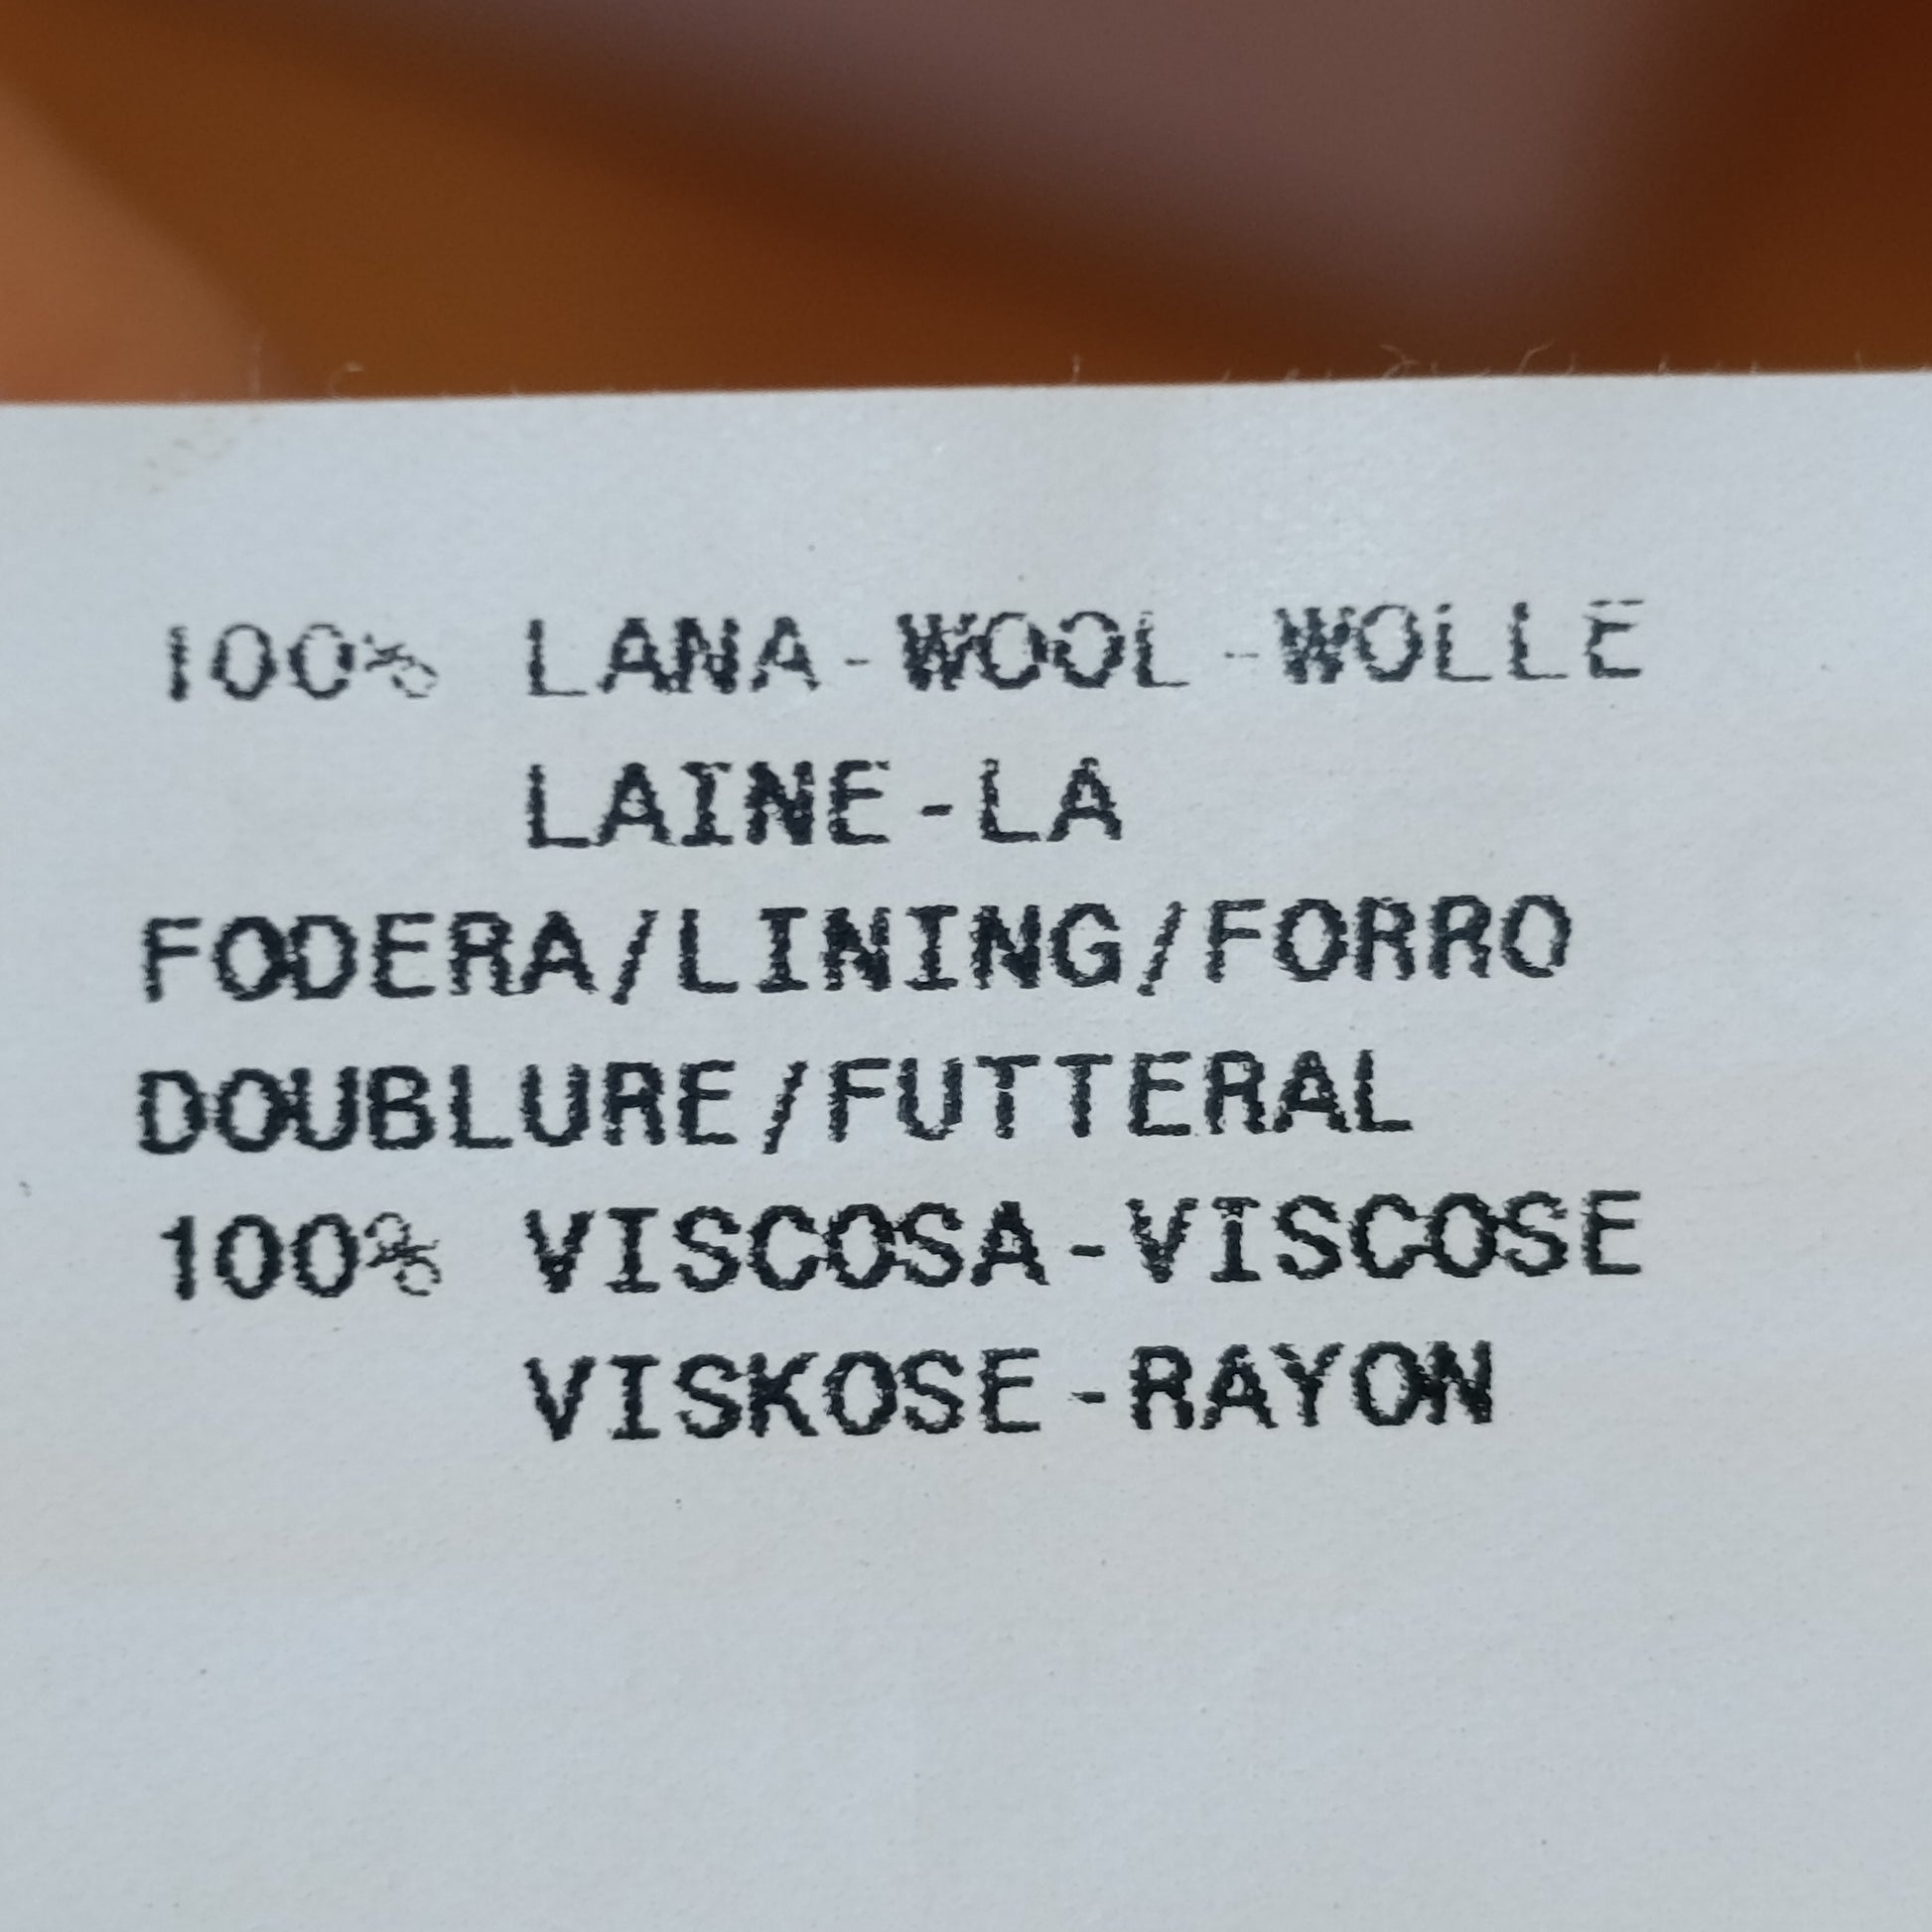 100% LANA-WOOL-WOLLE
LAINE-LA
FODERA/LINING/FORRO
DOUBLURE/FUTTERAL
100% VISCOSA-VISCOSE
VISKOSE-RAYON